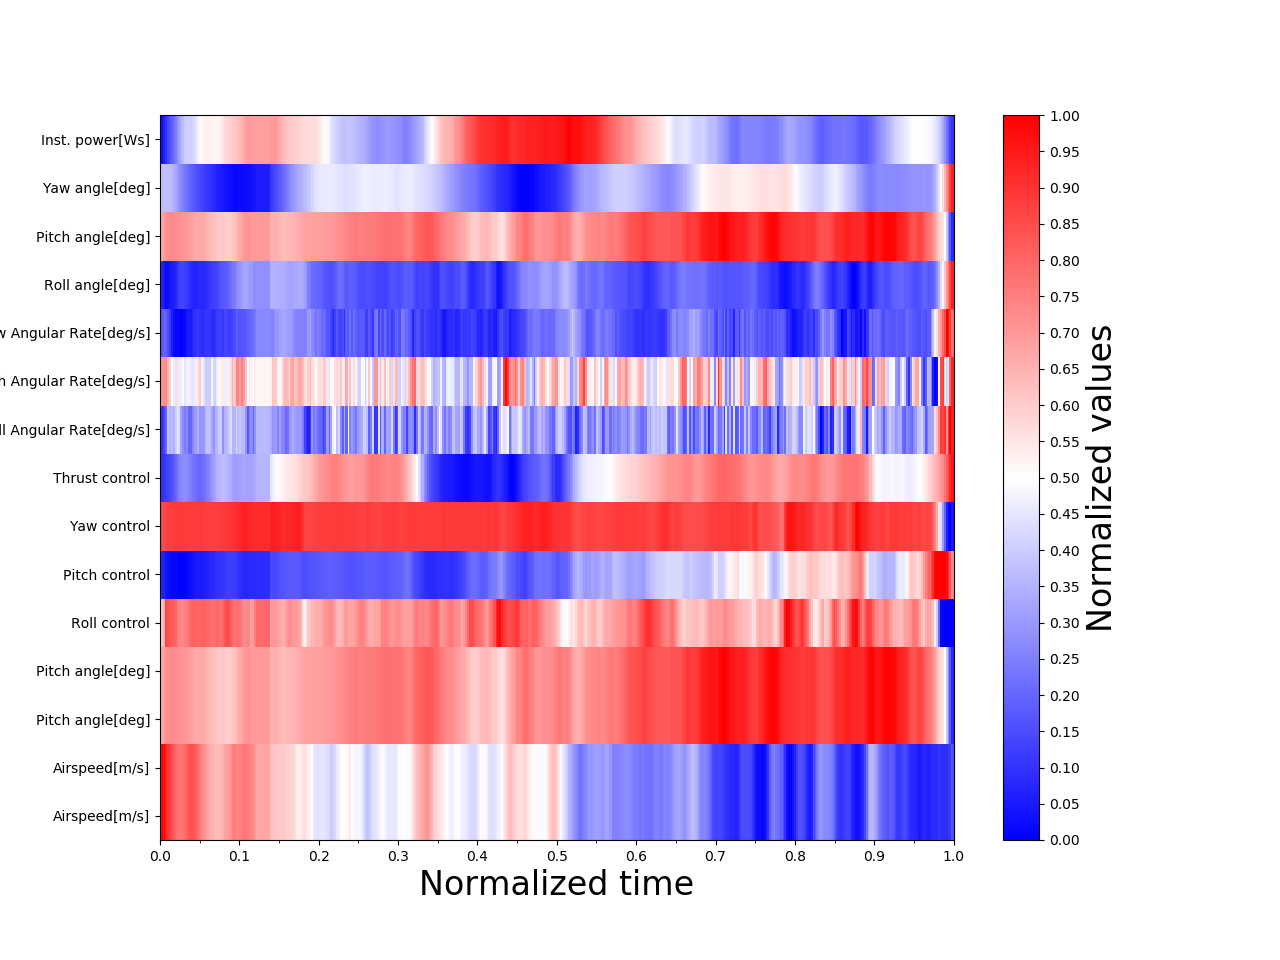 Inst. power[Ws]
Yaw angle[deg]
Pitch angle[deg]
Roll angle[deg]
Angular Rate[deg/s]
Angular Rate[deg/s]
Angular Rate[deg/s]
Thrust control
Yaw control
Pitch control
Roll control
Pitch angle[deg]
Pitch angle[deg]
Airspeed[m/s]
Airspeed[m/s]
0.0 0.1 0.2 0.3 0.4 0.5 0.6 0.7 0.8 0.9 1.0
Normalized time
1.00
0.95
0.90
0.85
0.80
0.75
0.70
0.65
0.60
0.55
0.50
0.45
0.40
0.35
0.30
0.25
0.20
0.15
0.10
0.05
0.00
Normalized values